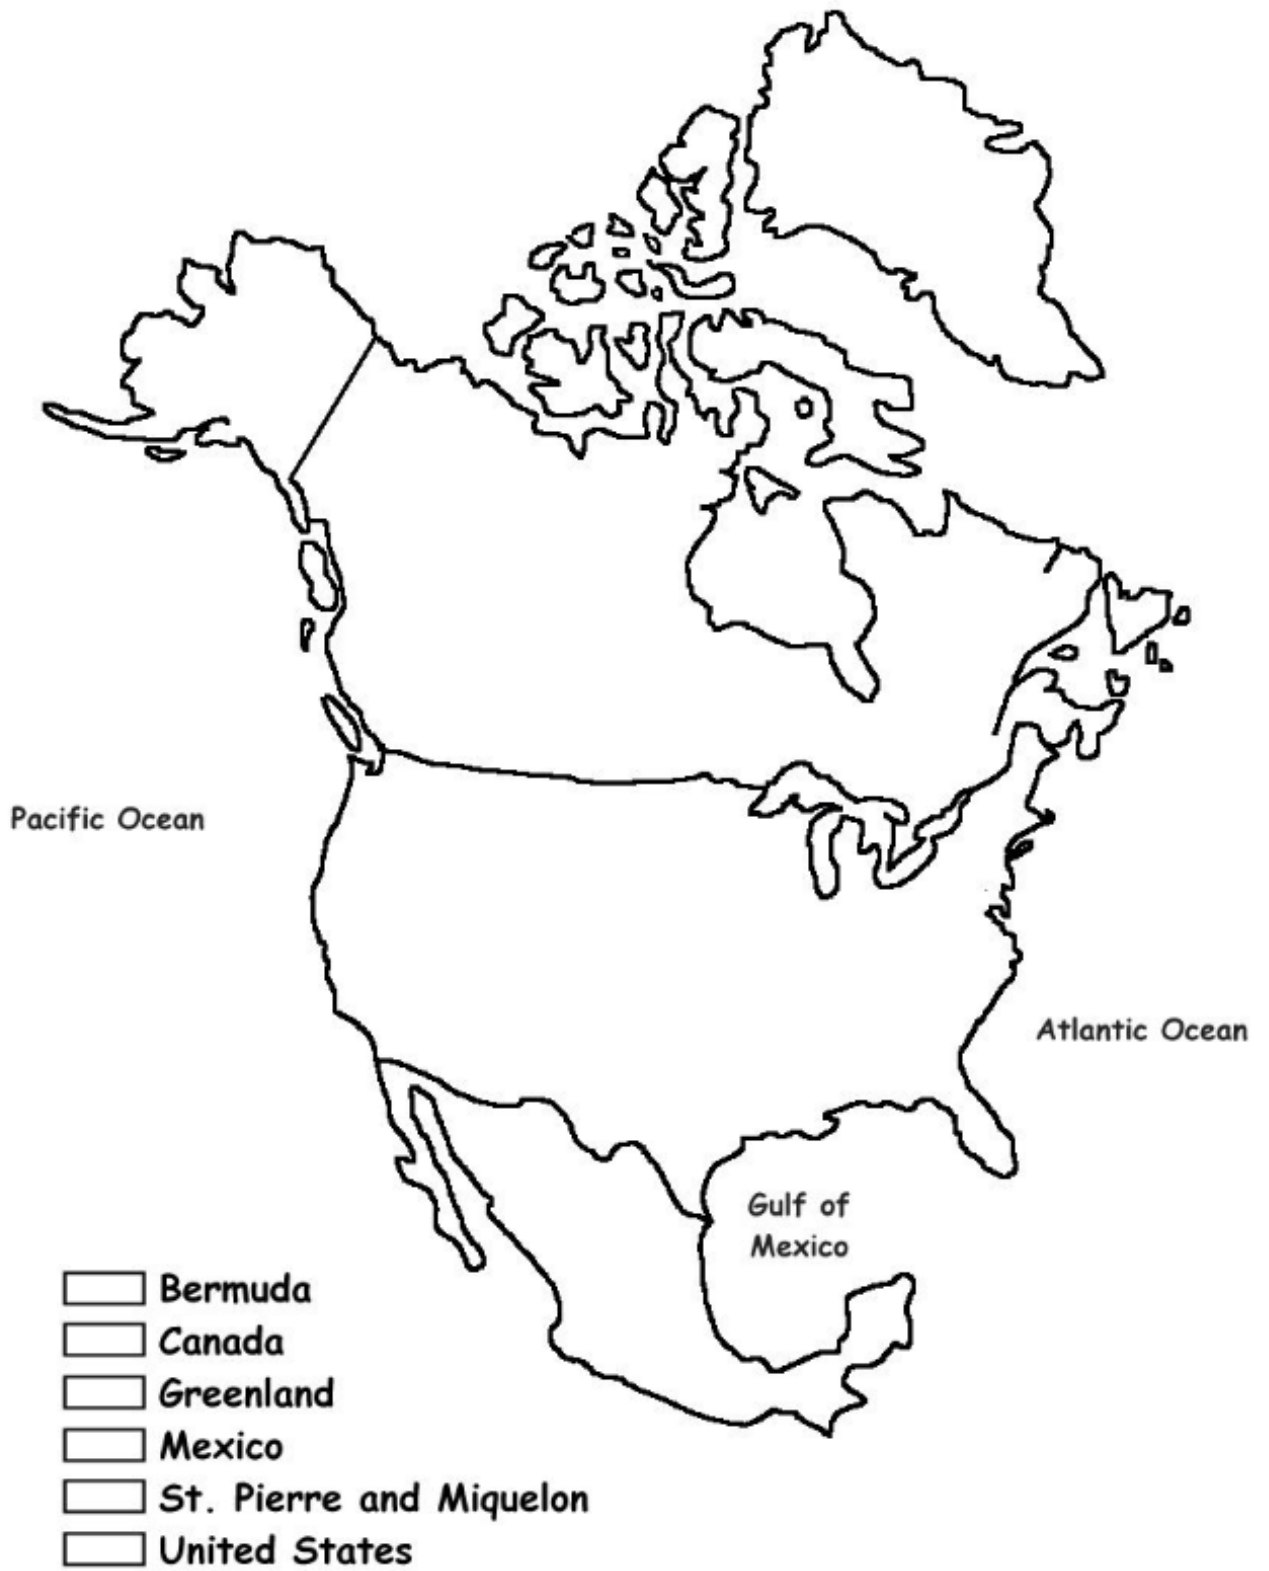 Pacific Ocean
Atlantic Ocean
Gulf of
Mexico
Bermuda
Canada
Greenland
Mexico
St. Pierre and Miquelon
United States